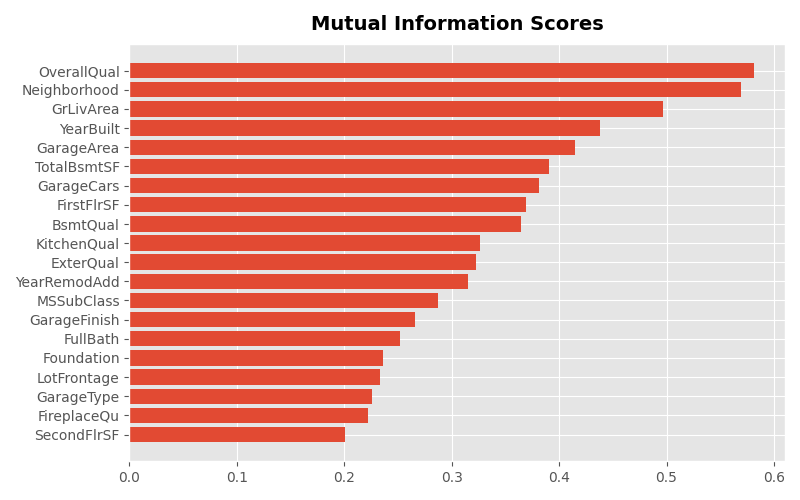 Mutual Information Scores
OverallQual
Neighborhood
GrLivArea
YearBuilt
GarageArea
TotalBsmtSF
GarageCars
FirstFlrSF
BsmtQual
KitchenQual
ExterQual
YearRemodAdd
MSSubClass
GarageFinish
FullBath
Foundation
LotFrontage
GarageType
FireplaceQu
SecondFlrSF
0.0 0.1 0.2 0.3 0.4 0.5 0.6